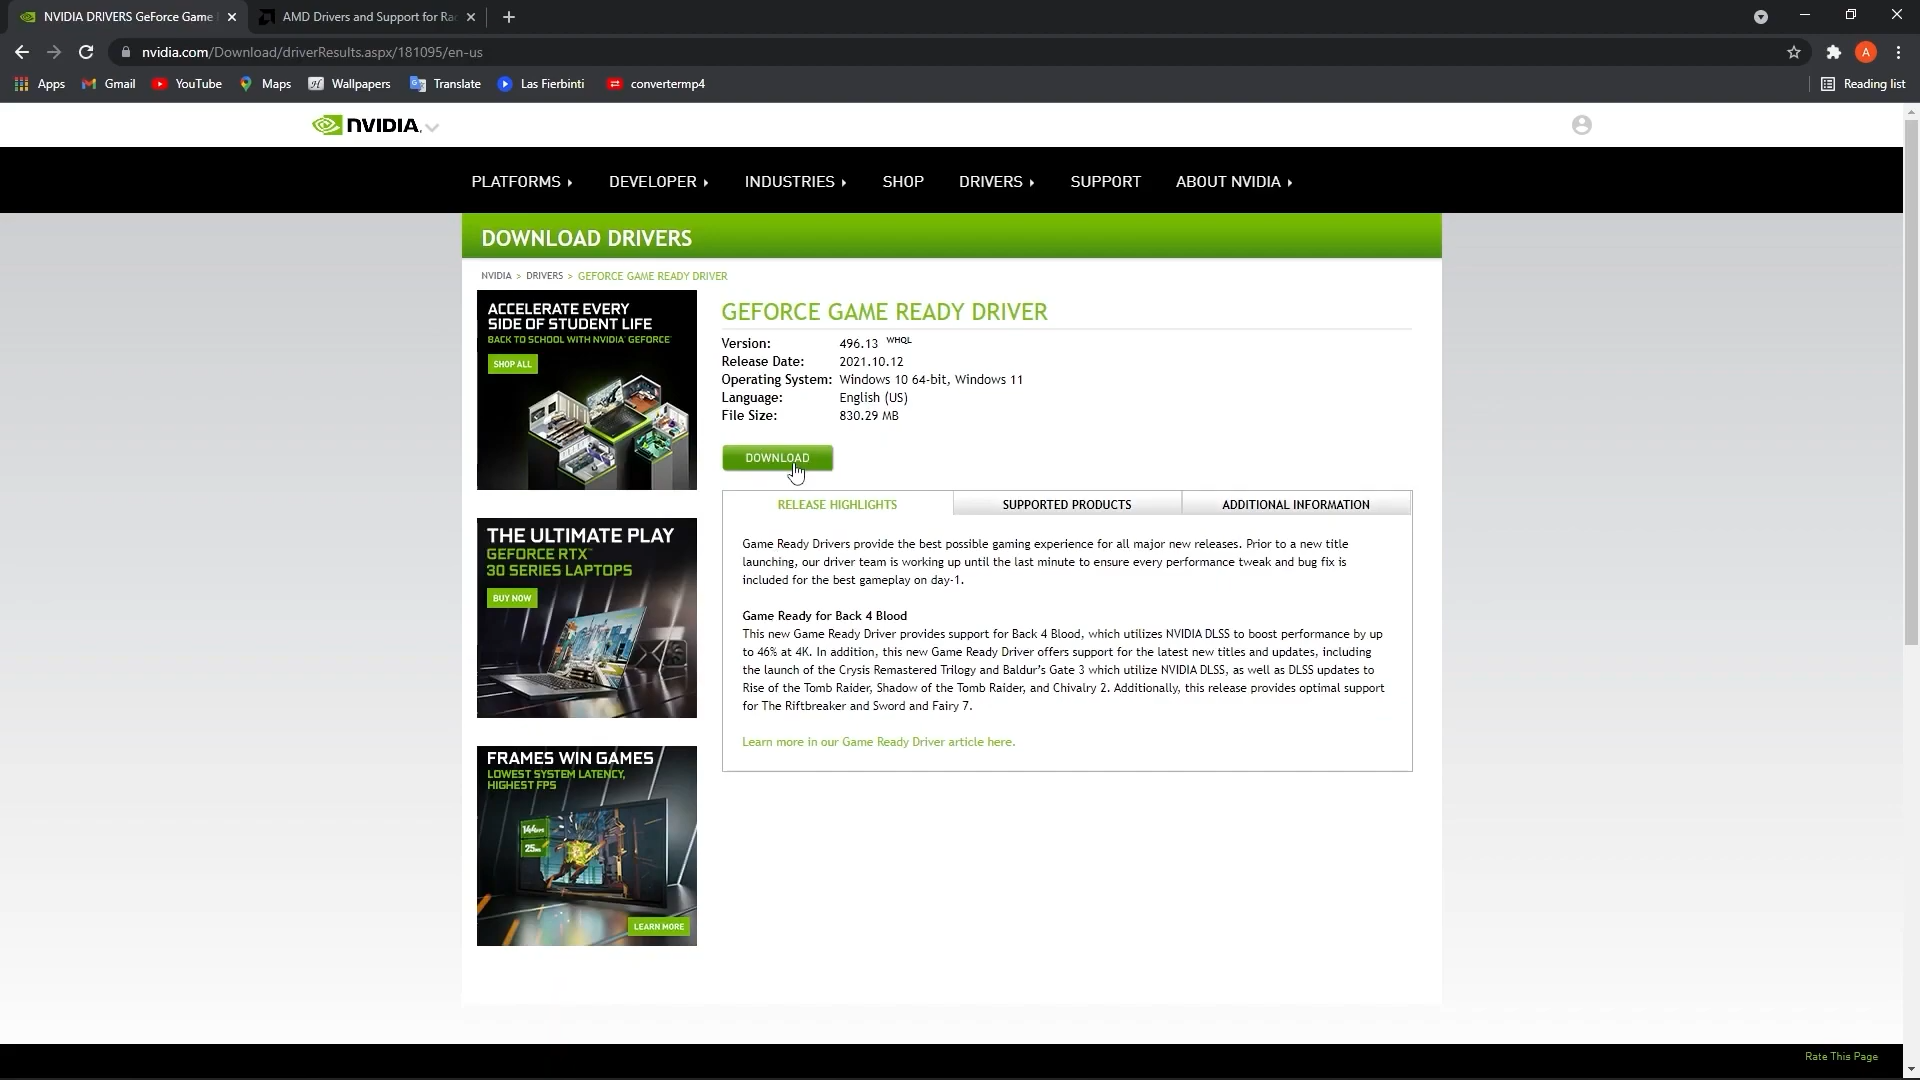 NVIDIA DRIVERS GeForce Game
AMD Drivers and Support for Rad
nvidia.com/Download/driverResults.aspx/181095/en-us
A
Apps
Gmail
YouTube
Maps
Wallpapers
Translate
Las Fierbinti
convertermp4
Reading list
NVIDIA.
PLATFORMS
DEVELOPER
INDUSTRIES
SHOP
DRIVERS
SUPPORT
ABOUT NVIDIA
DOWNLOAD DRIVERS
NVIDIA > DRIVERS > GEFORCE GAME READY DRIVER
ACCELERATE EVERY
SIDE OF STUDENT LIFE
BACK TO SCHOOL WITH NVIDIA GEFORCE
SHOP ALL
THE ULTIMATE PLAY
GEFORCE RTX™
30 SERIES LAPTOPS
BUY NOW
FRAMES WIN GAMES
LOWEST SYSTEM LATENCY,
HIGHEST FPS
LEARN MORE
GEFORCE GAME READY DRIVER
Version: 496.13 WHQL
Release Date: 2021.10.12
Operating System: Windows 10 64-bit, Windows 11
Language: English (US)
File Size: 830.29 MB
DOWNLOAD
RELEASE HIGHLIGHTS
SUPPORTED PRODUCTS
ADDITIONAL INFORMATION
Game Ready Drivers provide the best possible gaming experience for all major new releases. Prior to a new title
launching, our driver team is working up until the last minute to ensure every performance tweak and bug fix is
included for the best gameplay on day-1.
Game Ready for Back 4 Blood
This new Game Ready Driver provides support for Back 4 Blood, which utilizes NVIDIA DLSS to boost performance by up
to 46% at 4K. In addition, this new Game Ready Driver offers support for the latest new titles and updates, including
the launch of the Crysis Remastered Trilogy and Baldur's Gate 3 which utilize NVIDIA DLSS, as well as DLSS updates to
Rise of the Tomb Raider, Shadow of the Tomb Raider, and Chivalry 2. Additionally, this release provides optimal support
for The Riftbreaker and Sword and Fairy 7.
Learn more in our Game Ready Driver article here.
Rate This Page